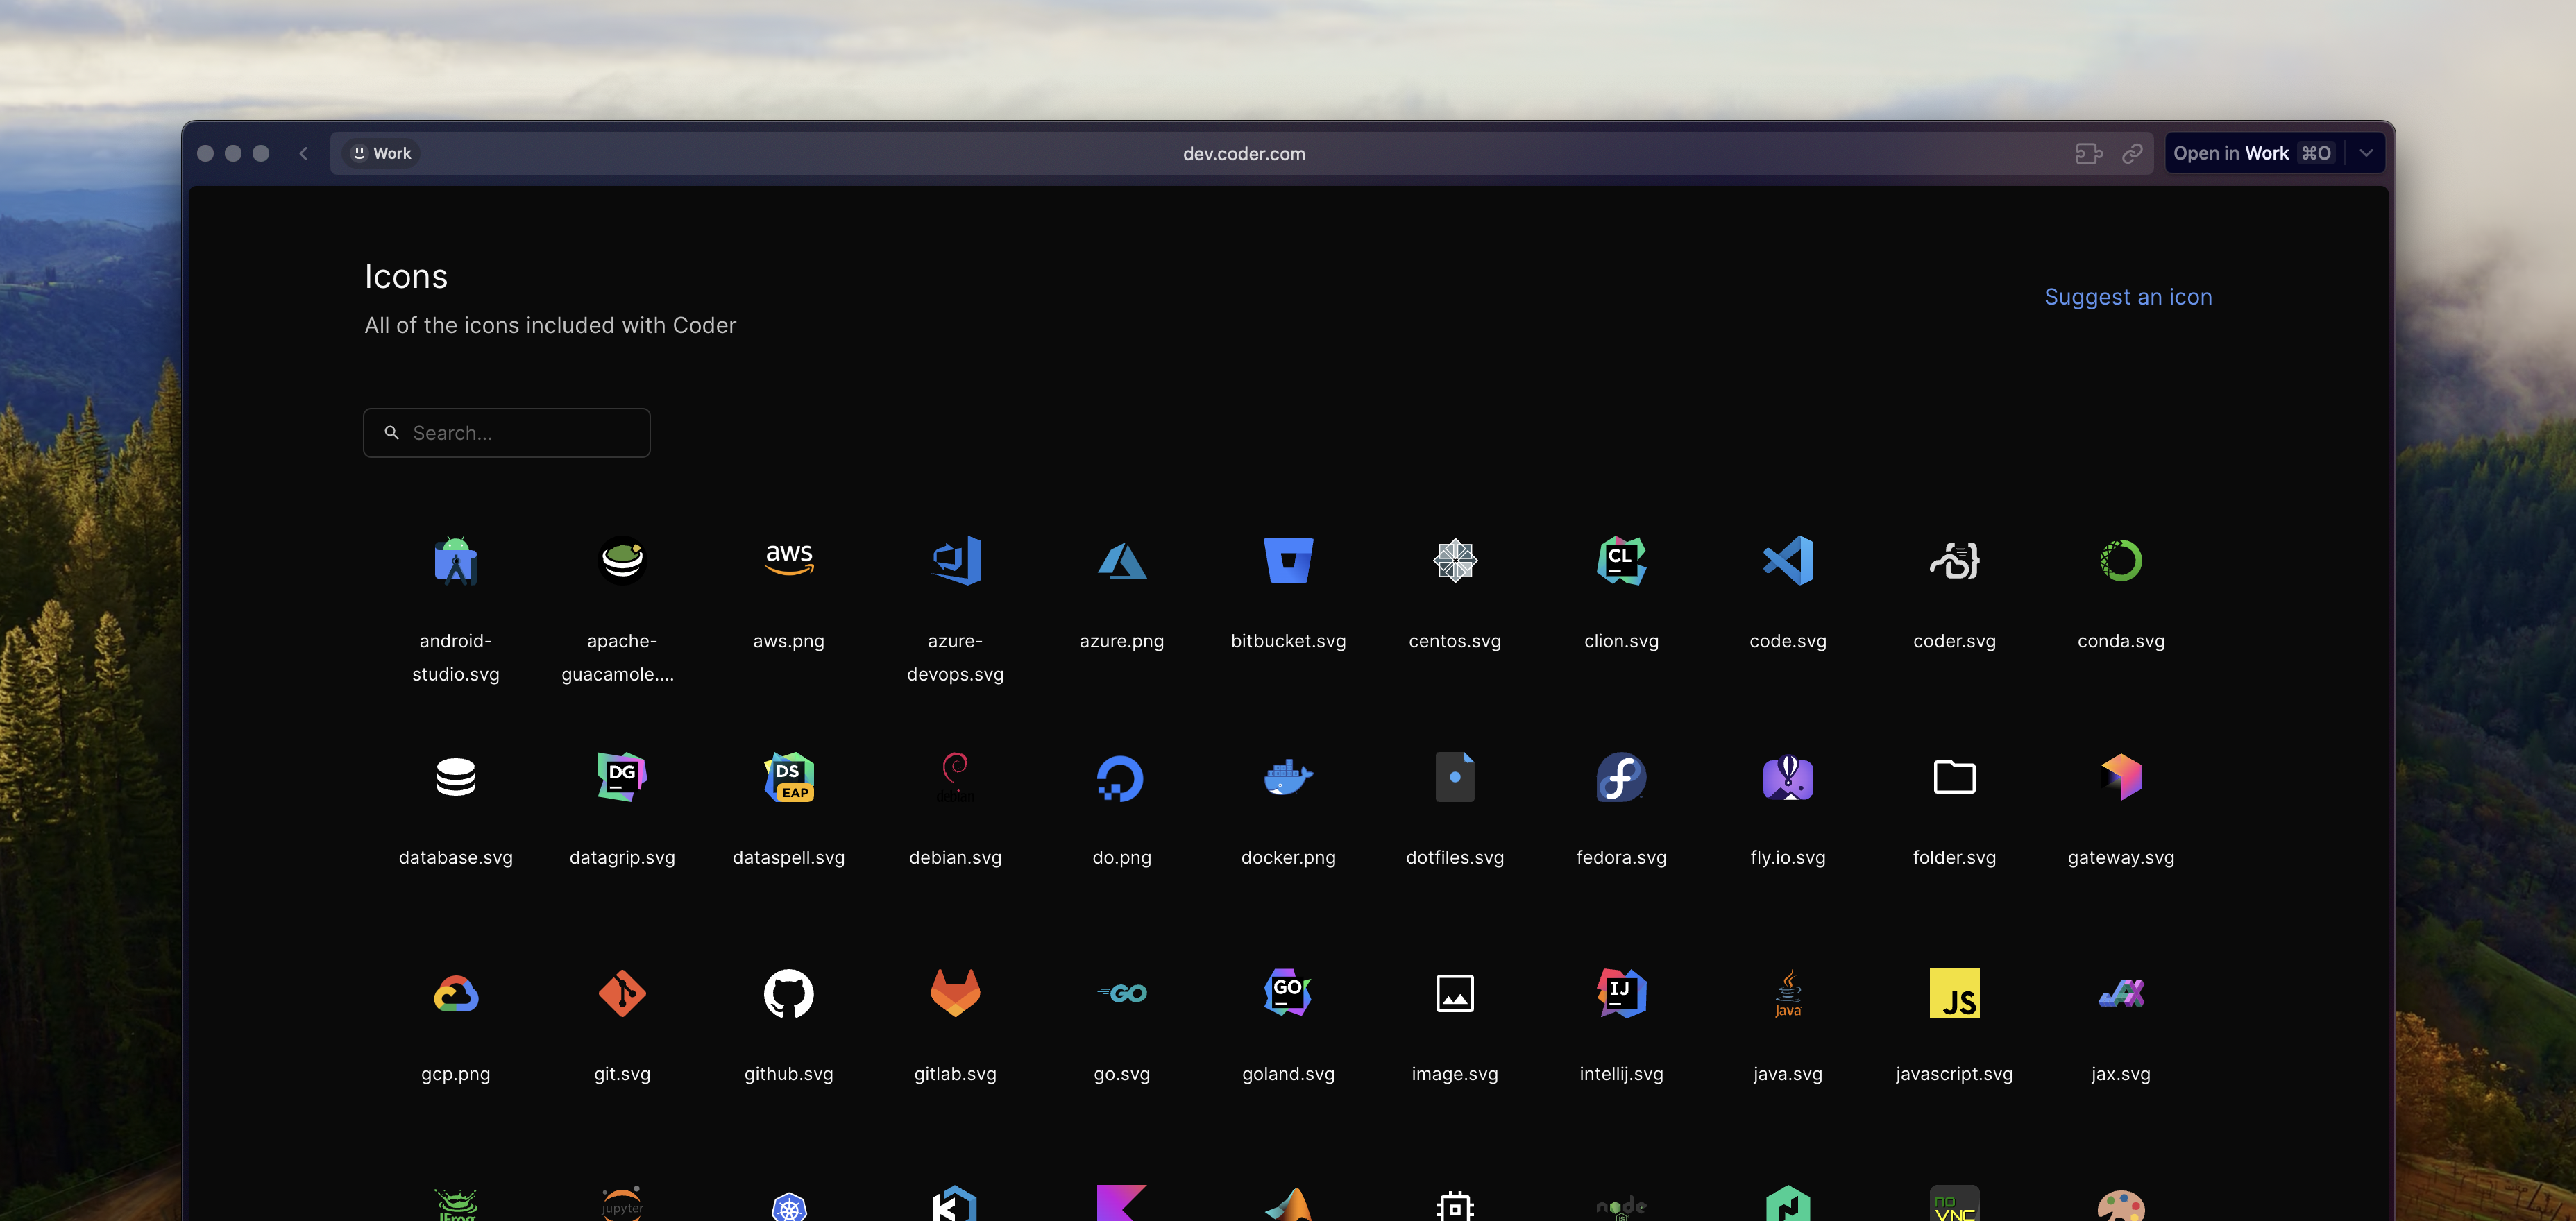 Work
dev.coder.com
Open in Work ⌘O
Icons
Suggest an icon
All of the icons included with Coder
Search...
aws
CL
android-studio.svg
apache-guacamole....
aws.png
azure-devops.svg
azure.png
bitbucket.svg
centos.svg
clion.svg
code.svg
coder.svg
conda.svg
DG
DS
EAP
debian
database.svg
datagrip.svg
dataspell.svg
debian.svg
do.png
docker.png
dotfiles.svg
fedora.svg
fly.io.svg
folder.svg
gateway.svg
GO
GO
IJ
Java
JS
JAX
gcp.png
git.svg
github.svg
gitlab.svg
go.svg
goland.svg
image.svg
intellij.svg
java.svg
javascript.svg
jax.svg
JFrog
jupyter
K
node
JS
no
VNC